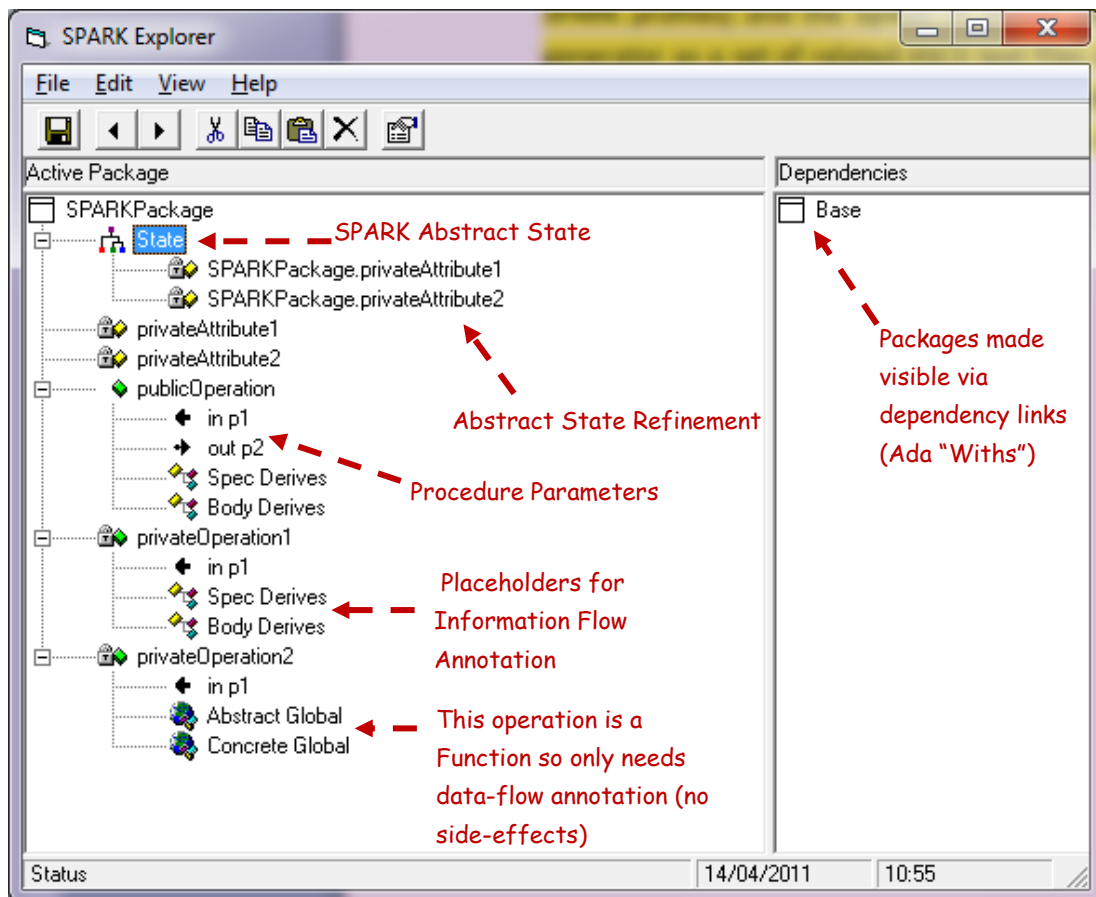 SPARK Explorer
File Edit View Help
Active Package
Dependencies
SPARKPackage
State
SPARKPackage.privateAttribute1
SPARKPackage.privateAttribute2
privateAttribute1
privateAttribute2
publicOperation
in p1
out p2
Spec Derives
Body Derives
privateOperation1
in p1
Spec Derives
Body Derives
privateOperation2
in p1
Abstract Global
Concrete Global
SPARK Abstract State
Abstract State Refinement
Procedure Parameters
Placeholders for
Information Flow
Annotation
This operation is a
Function so only needs
data-flow annotation (no
side-effects)
Base
Packages made
visible via
dependency links
(Ada “Withs”)
Status
14/04/2011
10:55